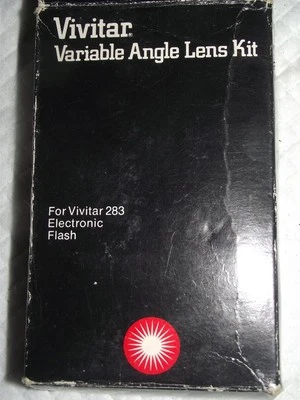 Vivitar®
Variable Angle Lens Kit
For Vivitar 283
Electronic
Flash